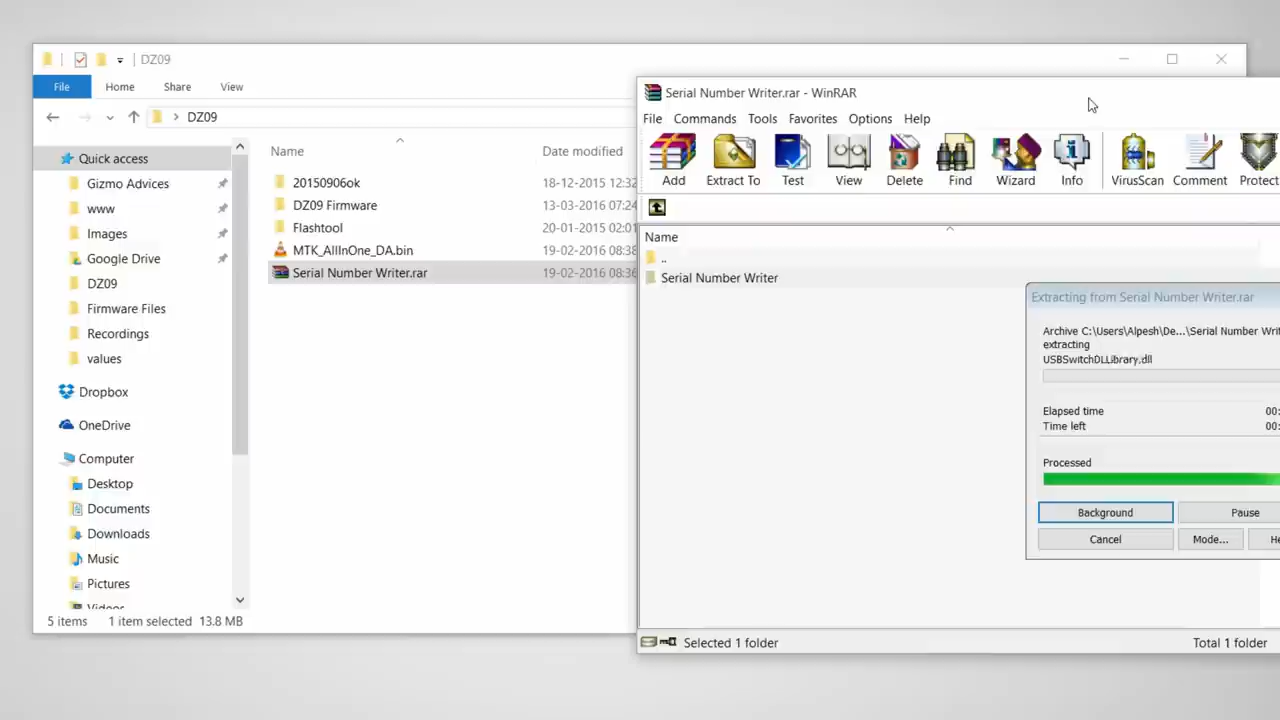 DZ09
File Home Share View
DZ09
Quick access
Gizmo Advices
www
Images
Google Drive
DZ09
Firmware Files
Recordings
values
Dropbox
OneDrive
Computer
Desktop
Documents
Downloads
Music
Pictures
Videos
Name Date modified
20150906ok 18-12-2015 12:32
DZ09 Firmware 13-03-2016 07:24
Flashtool 20-01-2015 02:01
MTK_AllInOne_DA.bin 19-02-2016 08:38
Serial Number Writer.rar 19-02-2016 08:36
5 items 1 item selected 13.8 MB
Serial Number Writer.rar - WinRAR
File Commands Tools Favorites Options Help
Add Extract To Test View Delete Find Wizard Info VirusScan Comment Protect
Name
..
Serial Number Writer
Extracting from Serial Number Writer.rar
Archive C:\Users\Alpesh\De...\Serial Number Writ
extracting
USBSwitchDLLibrary.dll
Elapsed time 00:
Time left 00:
Processed
Background Pause
Cancel Mode... He
Selected 1 folder Total 1 folder